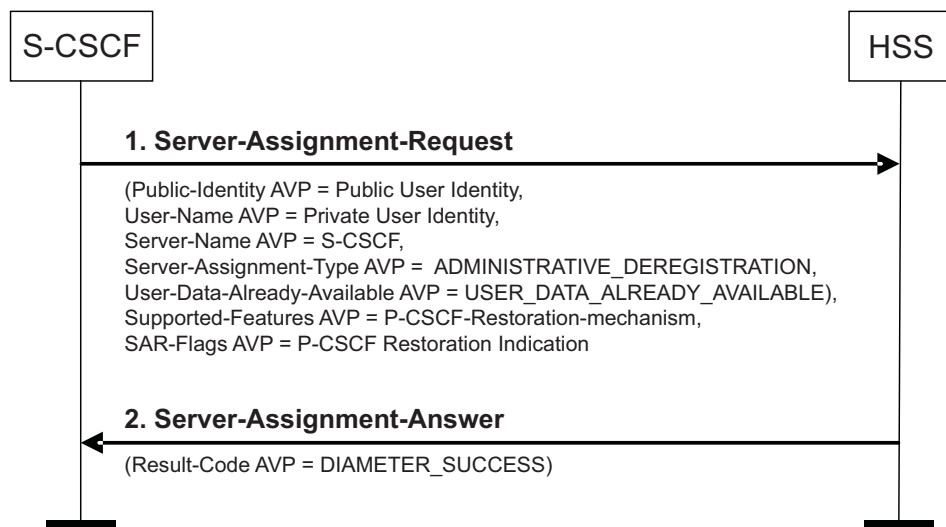 S-CSCF
HSS
1. Server-Assignment-Request
(Public-Identity AVP = Public User Identity,
User-Name AVP = Private User Identity,
Server-Name AVP = S-CSCF,
Server-Assignment-Type AVP =  ADMINISTRATIVE_DEREGISTRATION,
User-Data-Already-Available AVP = USER_DATA_ALREADY_AVAILABLE),
Supported-Features AVP = P-CSCF-Restoration-mechanism,
SAR-Flags AVP = P-CSCF Restoration Indication
2. Server-Assignment-Answer
(Result-Code AVP = DIAMETER_SUCCESS)